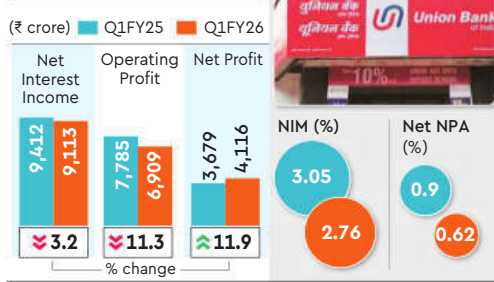 (₹ crore) Q1FY25 Q1FY26
Net Interest Income
Operating Profit
Net Profit
9,412
9,113
7,785
6,909
3,679
4,116
3.2
11.3
11.9
% change
यूनियन बैंक
Union Bank
10%
NIM (%)
3.05
2.76
Net NPA (%)
0.9
0.62